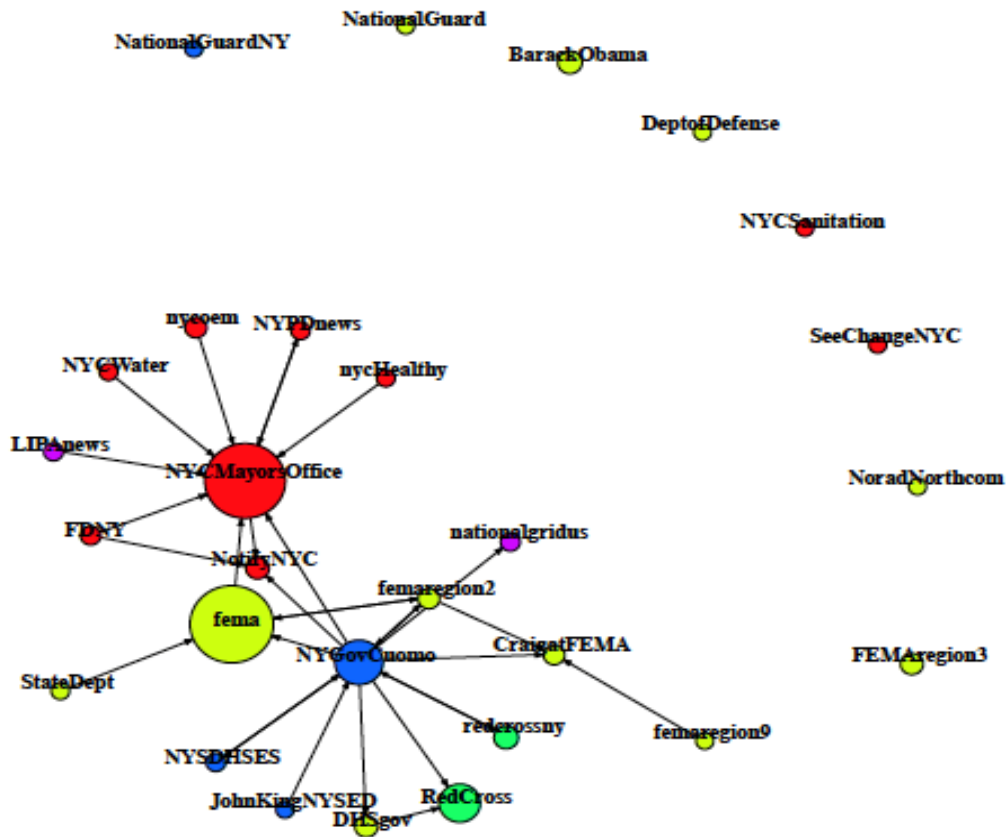 NationalGuard
NationalGuardNY
BarackObama
DeptofDefense
NYCSanitation
nycoem
NYPDnews
SeeChangeNYC
NYCWater
nycHealthy
LIPAnews
NYCMayorsOffice
NoradNorthcom
FDNY
nationalgridus
NotifyNYC
femaregion2
fema
CraigatFEMA
NYGovCuomo
FEMAregion3
StateDept
redcrossny
femaregion9
NYSDHSES
JohnKingNYSED
RedCross
DHSgov